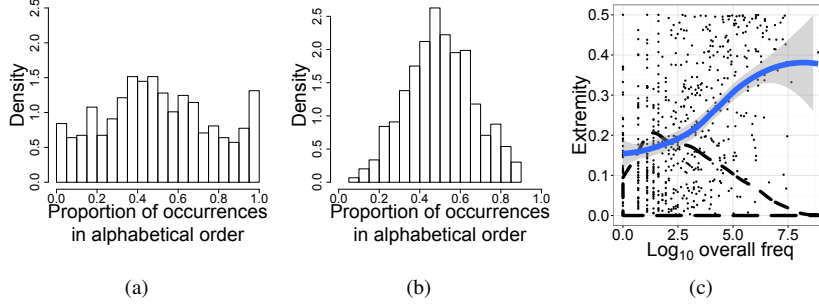 Density
0.0 0.5 1.0 1.5 2.0 2.5
0.0 0.2 0.4 0.6 0.8 1.0
Proportion of occurrences
in alphabetical order
(a)
Density
0.0 0.5 1.0 1.5 2.0 2.5
0.0 0.2 0.4 0.6 0.8 1.0
Proportion of occurrences
in alphabetical order
(b)
Extremity
0.5
0.4
0.3
0.2
0.1
0.0
0.0 2.5 5.0 7.5
Log10 overall freq
(c)